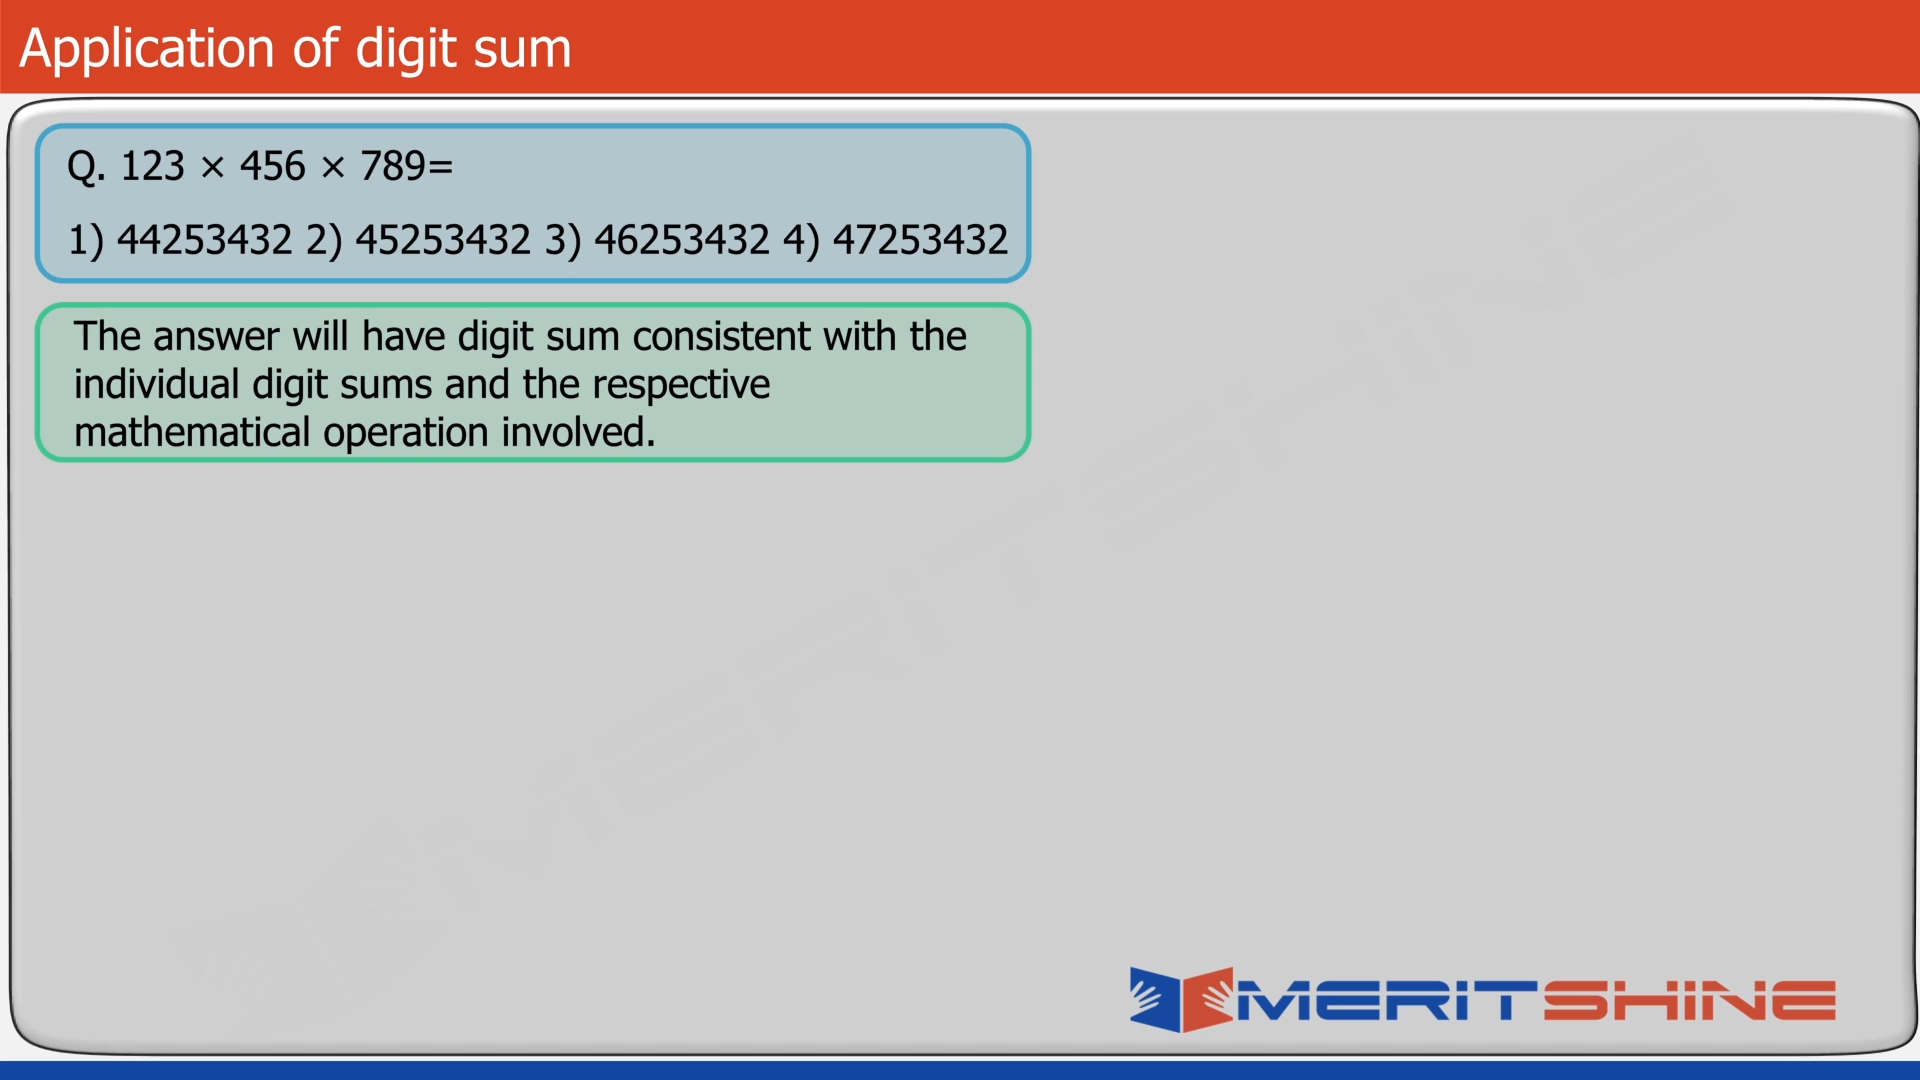 Application of digit sum
Q. 123 × 456 × 789=
1) 44253432 2) 45253432 3) 46253432 4) 47253432
The answer will have digit sum consistent with the
individual digit sums and the respective
mathematical operation involved.
MERITSHINE
MERiTSHiNE